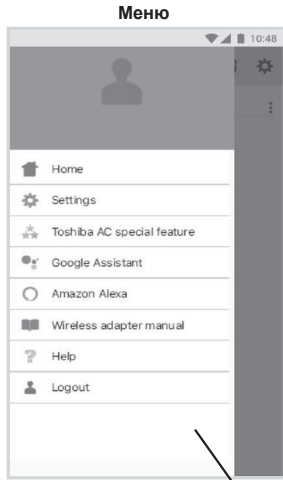 Меню
10:48
Home
Settings
Toshiba AC special feature
Google Assistant
Amazon Alexa
Wireless adapter manual
Help
Logout